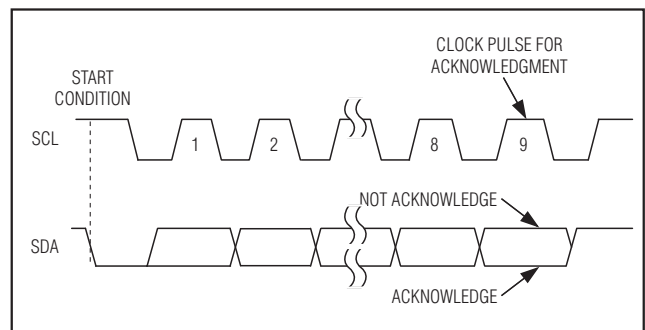 CLOCK PULSE FOR
ACKNOWLEDGMENT
START
CONDITION
SCL
1
2
8
9
NOT ACKNOWLEDGE
SDA
ACKNOWLEDGE